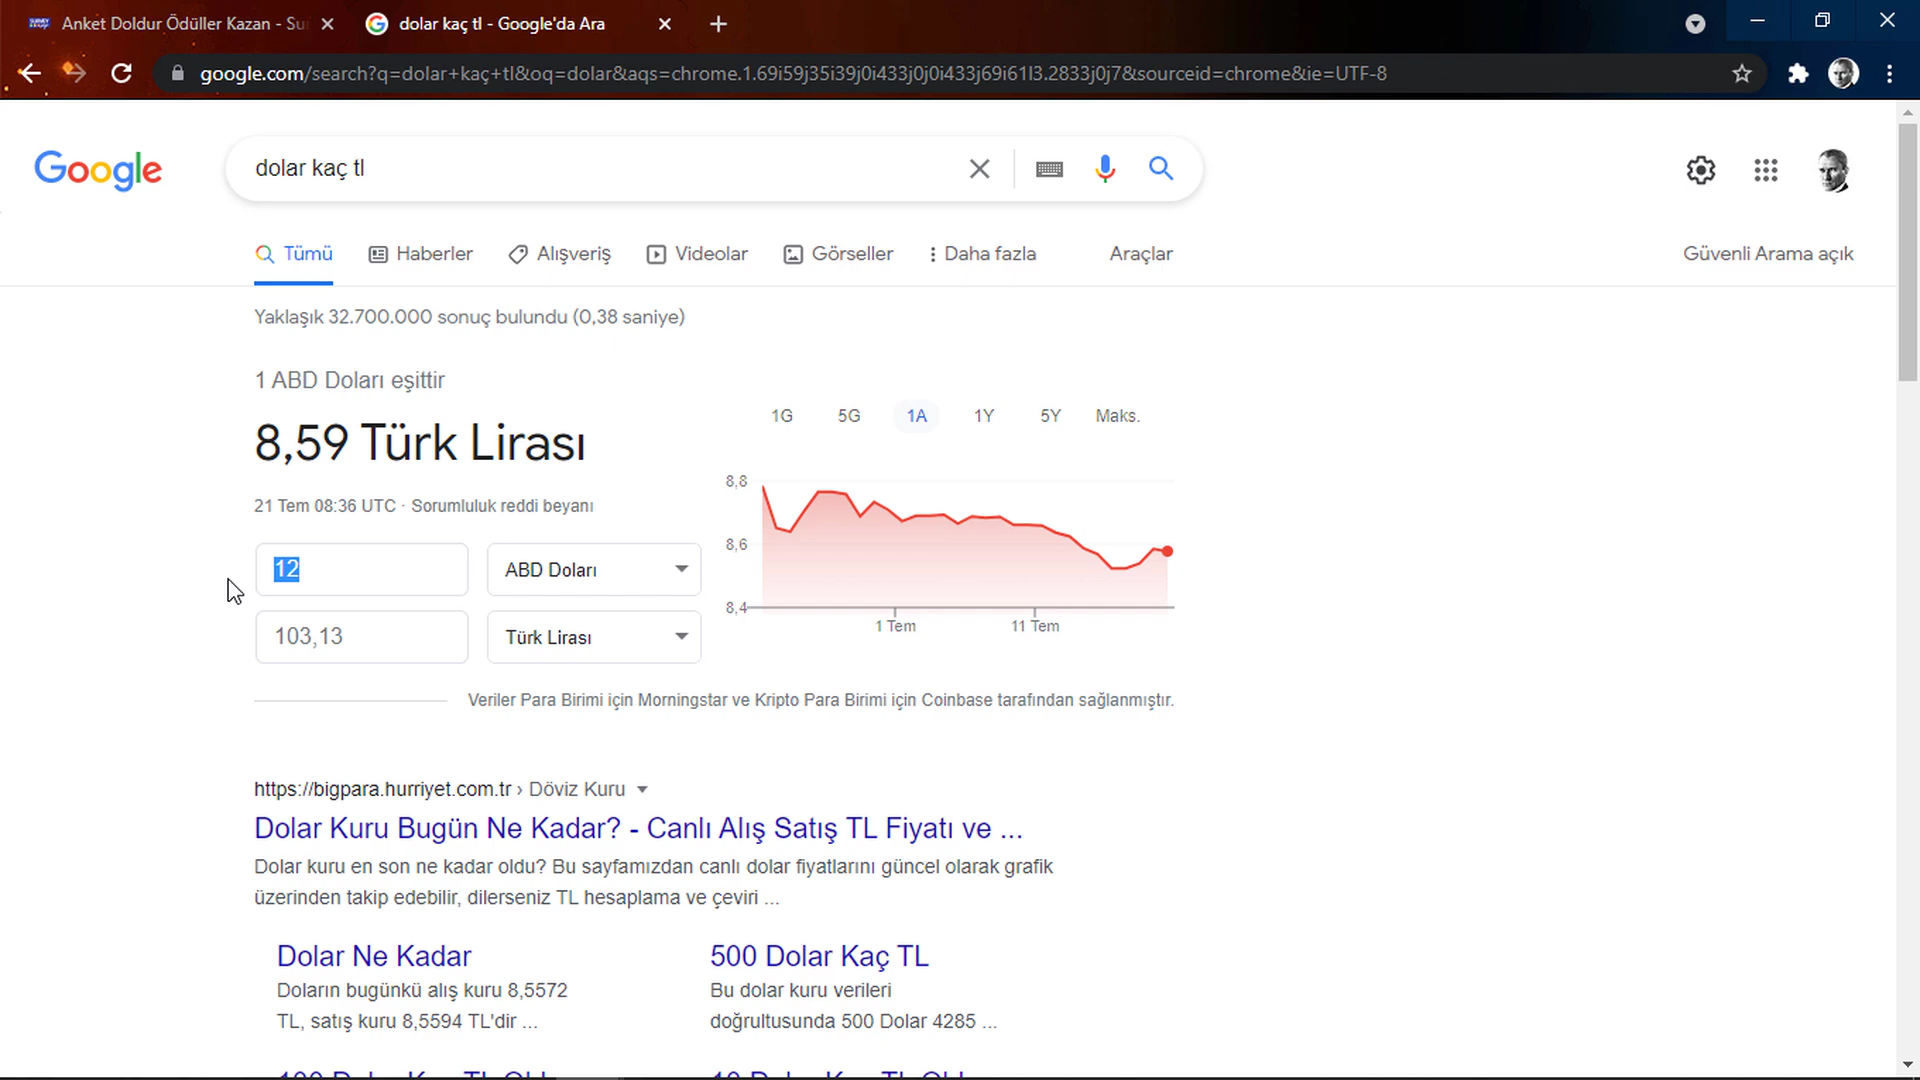 Anket Doldur Ödüller Kazan - Su
dolar kaç tl - Google'da Ara
google.com/search?q=dolar+kaç+tl&oq=dolar&aqs=chrome.1.69i59j35i39j0i433j0j0i433j69i61l3.2833j0j7&sourceid=chrome&ie=UTF-8
Google
dolar kaç tl
Tümü Haberler Alışveriş Videolar Görseller Daha fazla Araçlar Güvenli Arama açık
Yaklaşık 32.700.000 sonuç bulundu (0,38 saniye)
1 ABD Doları eşittir
8,59 Türk Lirası
21 Tem 08:36 UTC · Sorumluluk reddi beyanı
12 ABD Doları
103,13 Türk Lirası
1G 5G 1A 1Y 5Y Maks.
8,8
8,6
8,4
1 Tem 11 Tem
Veriler Para Birimi için Morningstar ve Kripto Para Birimi için Coinbase tarafından sağlanmıştır.
https://bigpara.hurriyet.com.tr › Döviz Kuru
Dolar Kuru Bugün Ne Kadar? - Canlı Alış Satış TL Fiyatı ve ...
Dolar kuru en son ne kadar oldu? Bu sayfamızdan canlı dolar fiyatlarını güncel olarak grafik
üzerinden takip edebilir, dilerseniz TL hesaplama ve çeviri ...
Dolar Ne Kadar
Doların bugünkü alış kuru 8,5572
TL, satış kuru 8,5594 TL'dir ...
500 Dolar Kaç TL
Bu dolar kuru verileri
doğrultusunda 500 Dolar 4285 ...